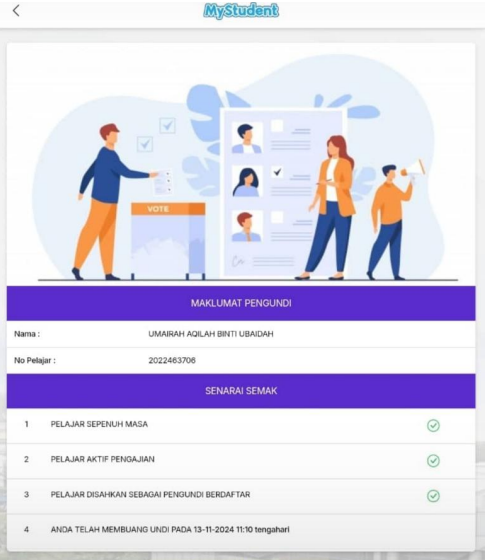 MyStudent
VOTE
MAKLUMAT PENGUNDI
Nama : UMAIRAH AQILAH BINTI UBAIDAH
No Pelajar : 2022463706
SENARAI SEMAK
1 PELAJAR SEPENUH MASA
2 PELAJAR AKTIF PENGAJIAN
3 PELAJAR DISAHKAN SEBAGAI PENGUNDI BERDAFTAR
4 ANDA TELAH MEMBUANG UNDI PADA 13-11-2024 11:10 tengahari